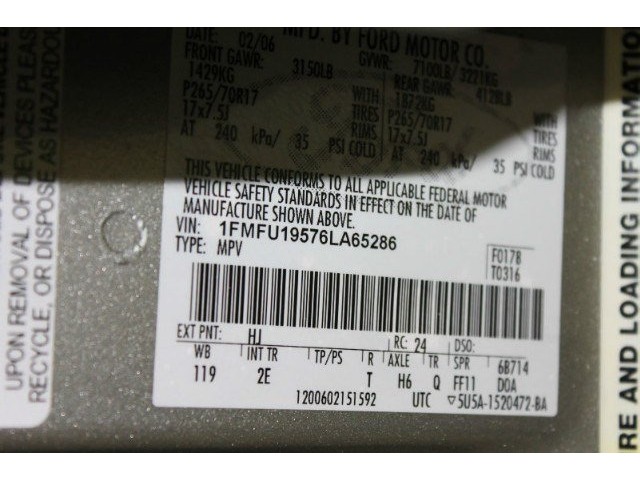 MFD. BY FORD MOTOR CO.
DATE: 02/06 GVWR: 7100LB/ 3221KG
FRONT GAWR: 3150LB REAR GAWR: 4128LB
1429KG WITH 1872KG WITH
P265/70R17 TIRES P265/70R17 TIRES
17x7.5J RIMS 17x7.5J RIMS
AT 240 kPa/ 35 PSI COLD AT 240 kPa/ 35 PSI COLD
THIS VEHICLE CONFORMS TO ALL APPLICABLE FEDERAL MOTOR
VEHICLE SAFETY STANDARDS IN EFFECT ON THE DATE OF
MANUFACTURE SHOWN ABOVE.
VIN: 1FMFU19576LA65286
TYPE: MPV
F0178
T0316
EXT PNT: HJ RC: 24 DSO:
WB INT TR TP/PS R AXLE TR SPR 6B714
119 2E T H6 Q FF11 DOA
1200602151592 UTC ▽5U5A-1520472-BA
UPON REMOVAL OF DEVICES PLEASE
RECYCLE, OR DISPOSE AS HAZARDOU
RE AND LOADING INFORMATION